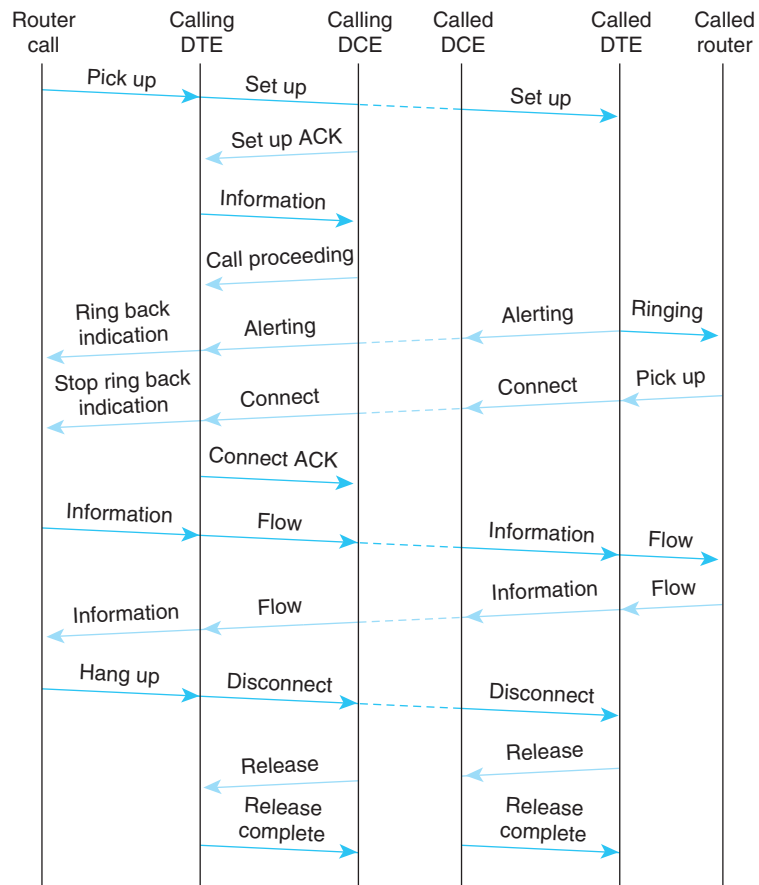 Router call
Calling DTE
Calling DCE
Called DCE
Called DTE
Called router
Pick up
Set up
Set up
Set up ACK
Information
Call proceeding
Ring back indication
Alerting
Alerting
Ringing
Stop ring back indication
Connect
Connect
Pick up
Connect ACK
Information
Flow
Information
Flow
Information
Flow
Information
Flow
Hang up
Disconnect
Disconnect
Release
Release
Release complete
Release complete